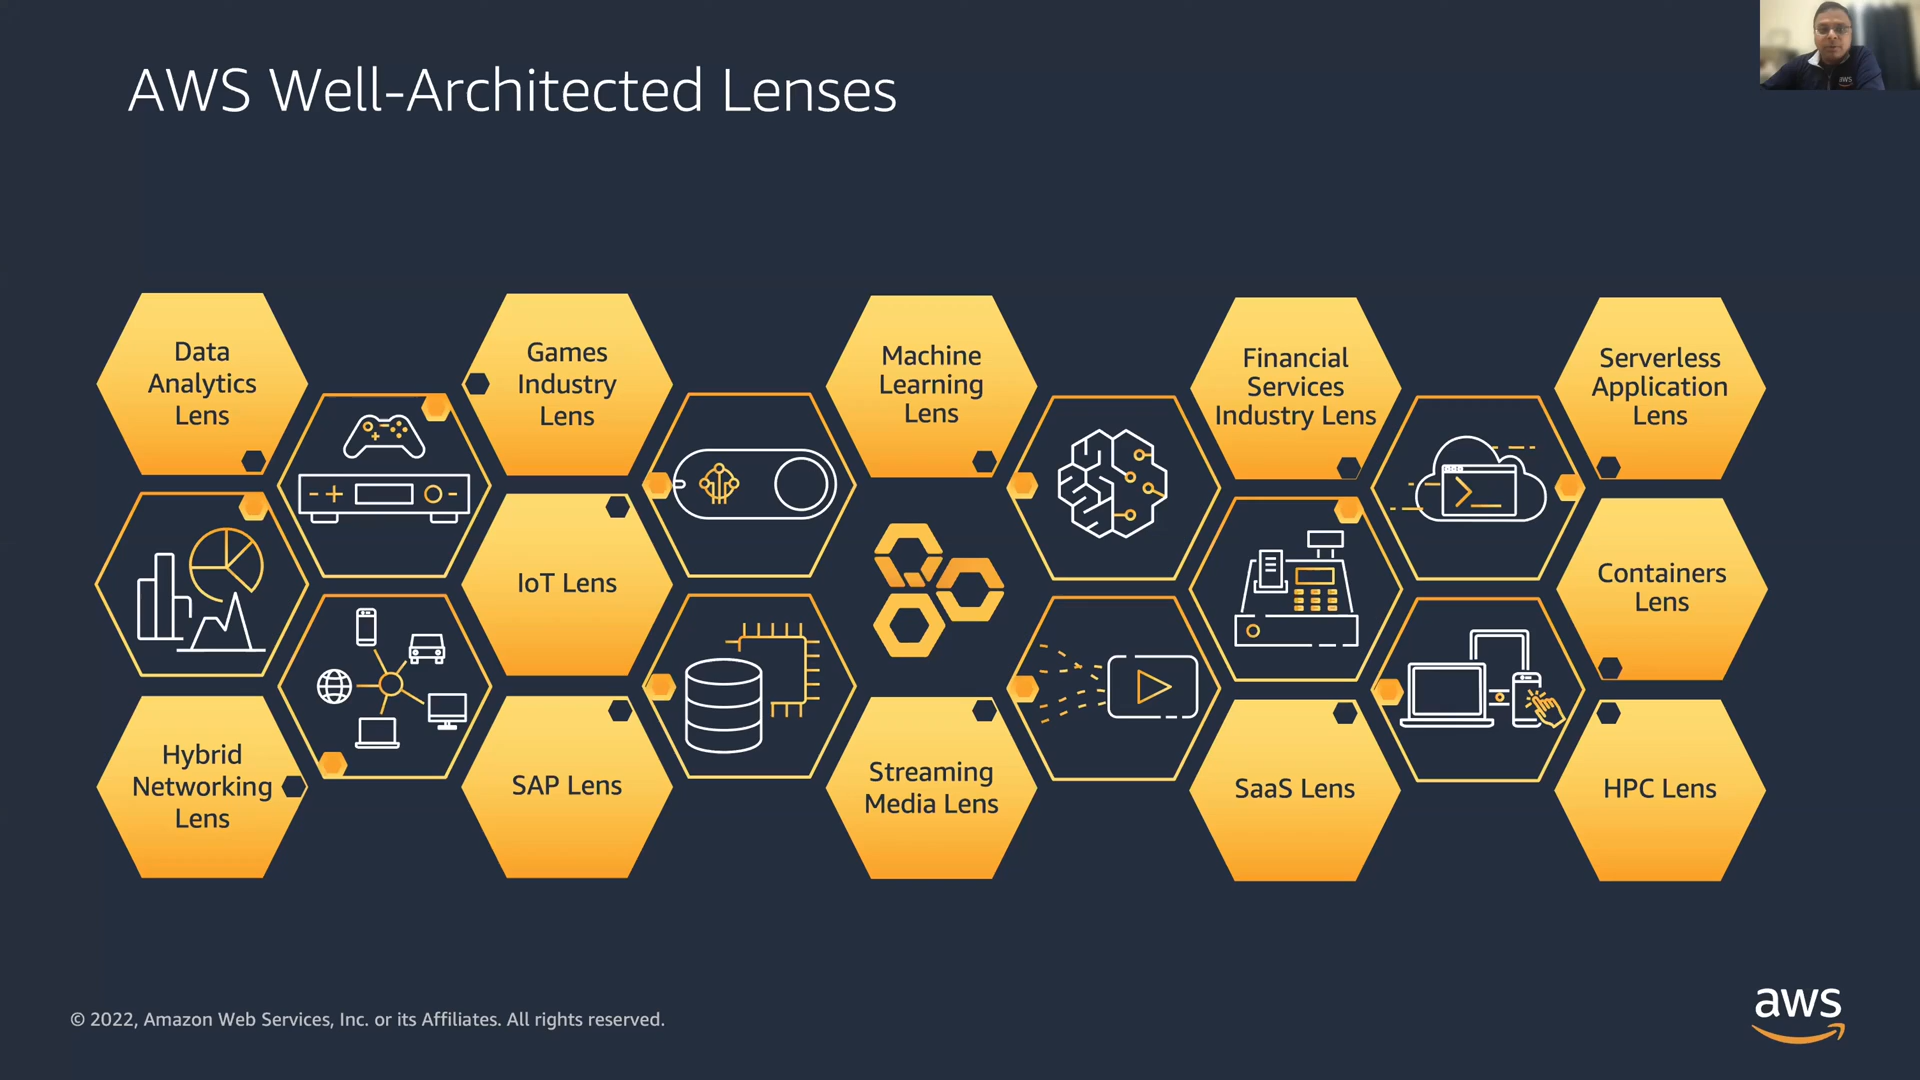 AWS Well-Architected Lenses
Data
Analytics
Lens
Games
Industry
Lens
Machine
Learning
Lens
Financial
Services
Industry Lens
Serverless
Application
Lens
IoT Lens
Containers
Lens
Hybrid
Networking
Lens
SAP Lens
Streaming
Media Lens
SaaS Lens
HPC Lens
© 2022, Amazon Web Services, Inc. or its Affiliates. All rights reserved.
aws
aws